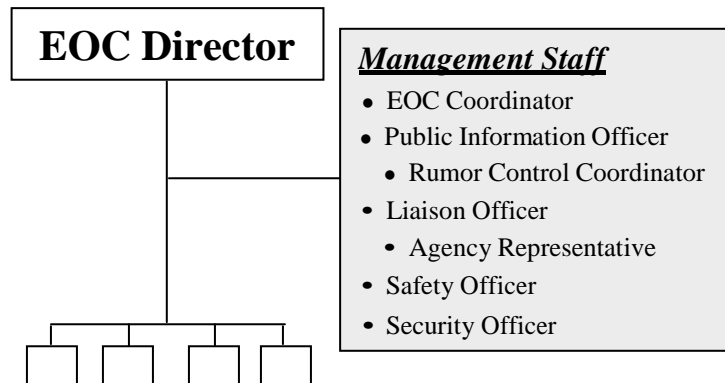 EOC Director
Management Staff
• EOC Coordinator
• Public Information Officer
• Rumor Control Coordinator
• Liaison Officer
• Agency Representative
• Safety Officer
• Security Officer